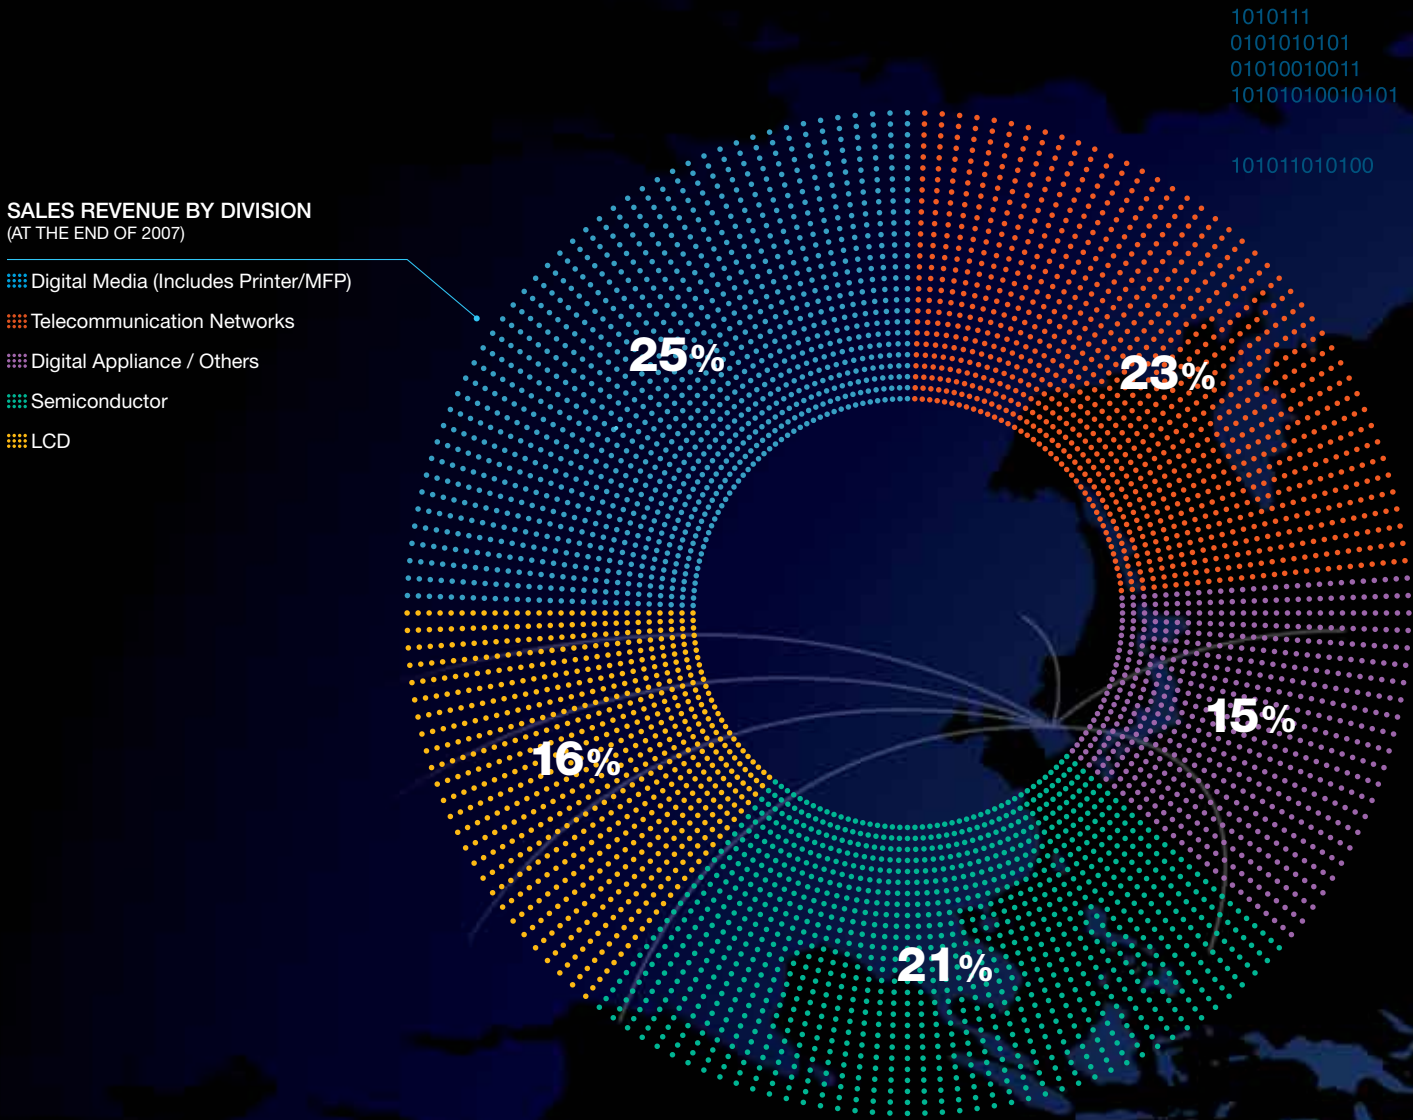 1010111
0101010101
01010010011
10101010010101
101011010100
SALES REVENUE BY DIVISION
(AT THE END OF 2007)
Digital Media (Includes Printer/MFP)
Telecommunication Networks
Digital Appliance / Others
Semiconductor
LCD
25%
23%
15%
16%
21%